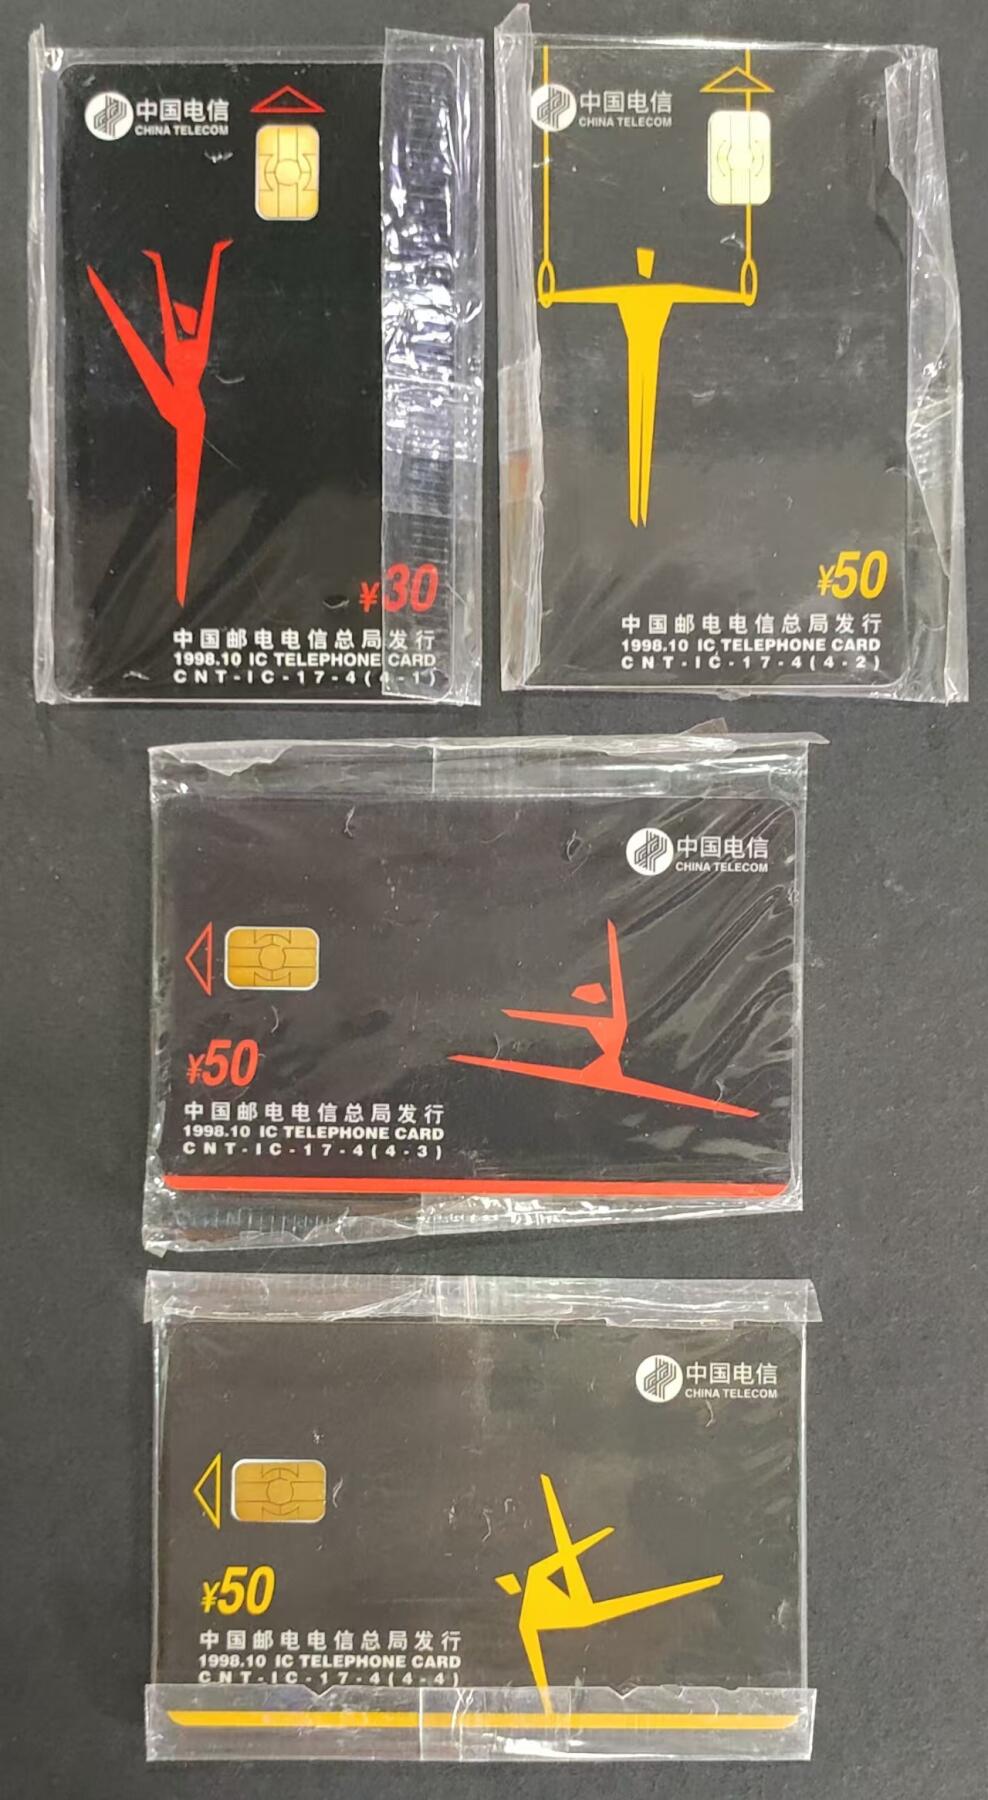 中国电信
CHINA TELECOM
¥30
中国邮电电信总局发行
1998.10 IC TELEPHONE CARD
CNT-IC-17-4(4-1)
中国电信
CHINA TELECOM
¥50
中国邮电电信总局发行
1998.10 IC TELEPHONE CARD
CNT-IC-17-4(4-2)
中国电信
CHINA TELECOM
¥50
中国邮电电信总局发行
1998.10 IC TELEPHONE CARD
CNT-IC-17-4(4-3)
中国电信
CHINA TELECOM
¥50
中国邮电电信总局发行
1998.10 IC TELEPHONE CARD
CNT-IC-17-4(4-4)